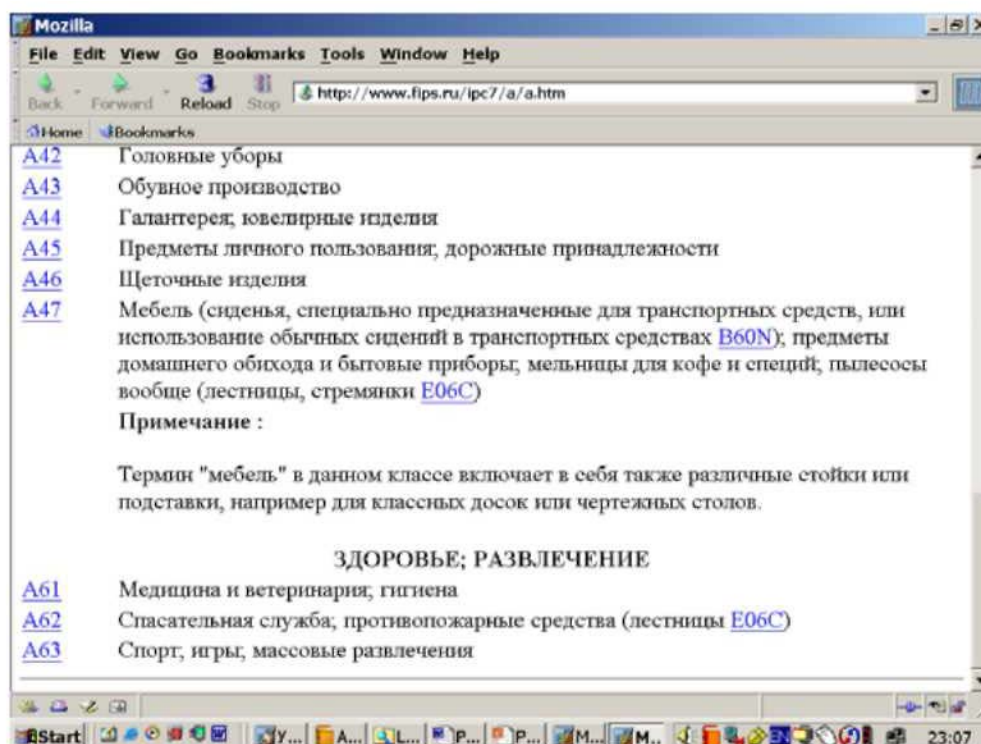 Mozilla
File Edit View Go Bookmarks Tools Window Help
Back Forward Reload Stop http://www.fips.ru/ipc7/a/a.htm
Home Bookmarks
A42 Головные уборы
A43 Обувное производство
A44 Галантерея; ювелирные изделия
A45 Предметы личного пользования; дорожные принадлежности
A46 Щеточные изделия
A47 Мебель (сиденья, специально предназначенные для транспортных средств, или
использование обычных сидений в транспортных средствах B60N); предметы
домашнего обихода и бытовые приборы; мельницы для кофе и специй; пылесосы
вообще (лестницы, стремянки E06C)
Примечание :
Термин "мебель" в данном классе включает в себя также различные стойки или
подставки, например для классных досок или чертежных столов.
ЗДОРОВЬЕ; РАЗВЛЕЧЕНИЕ
A61 Медицина и ветеринария; гигиена
A62 Спасательная служба; противопожарные средства (лестницы E06C)
A63 Спорт; игры; массовые развлечения
Start У... A... L... P... P... M... M.. EN 23:07